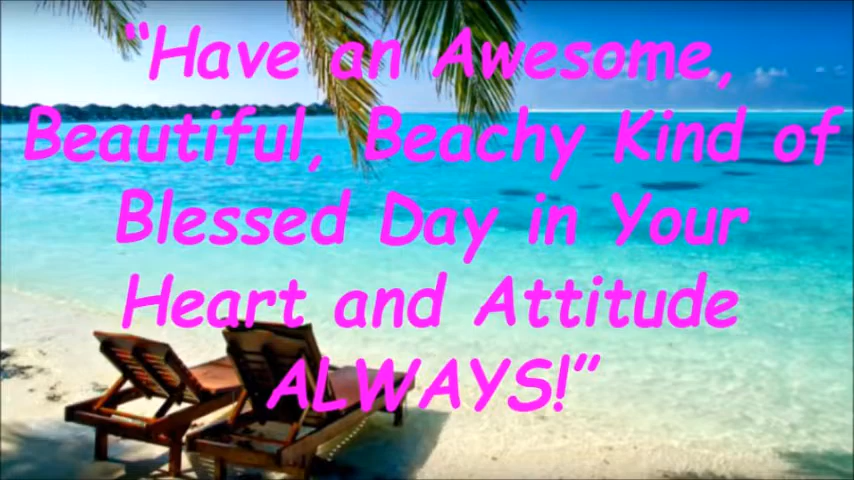 “Have an Awesome,
Beautiful, Beachy Kind of
Blessed Day in Your
Heart and Attitude
ALWAYS!”